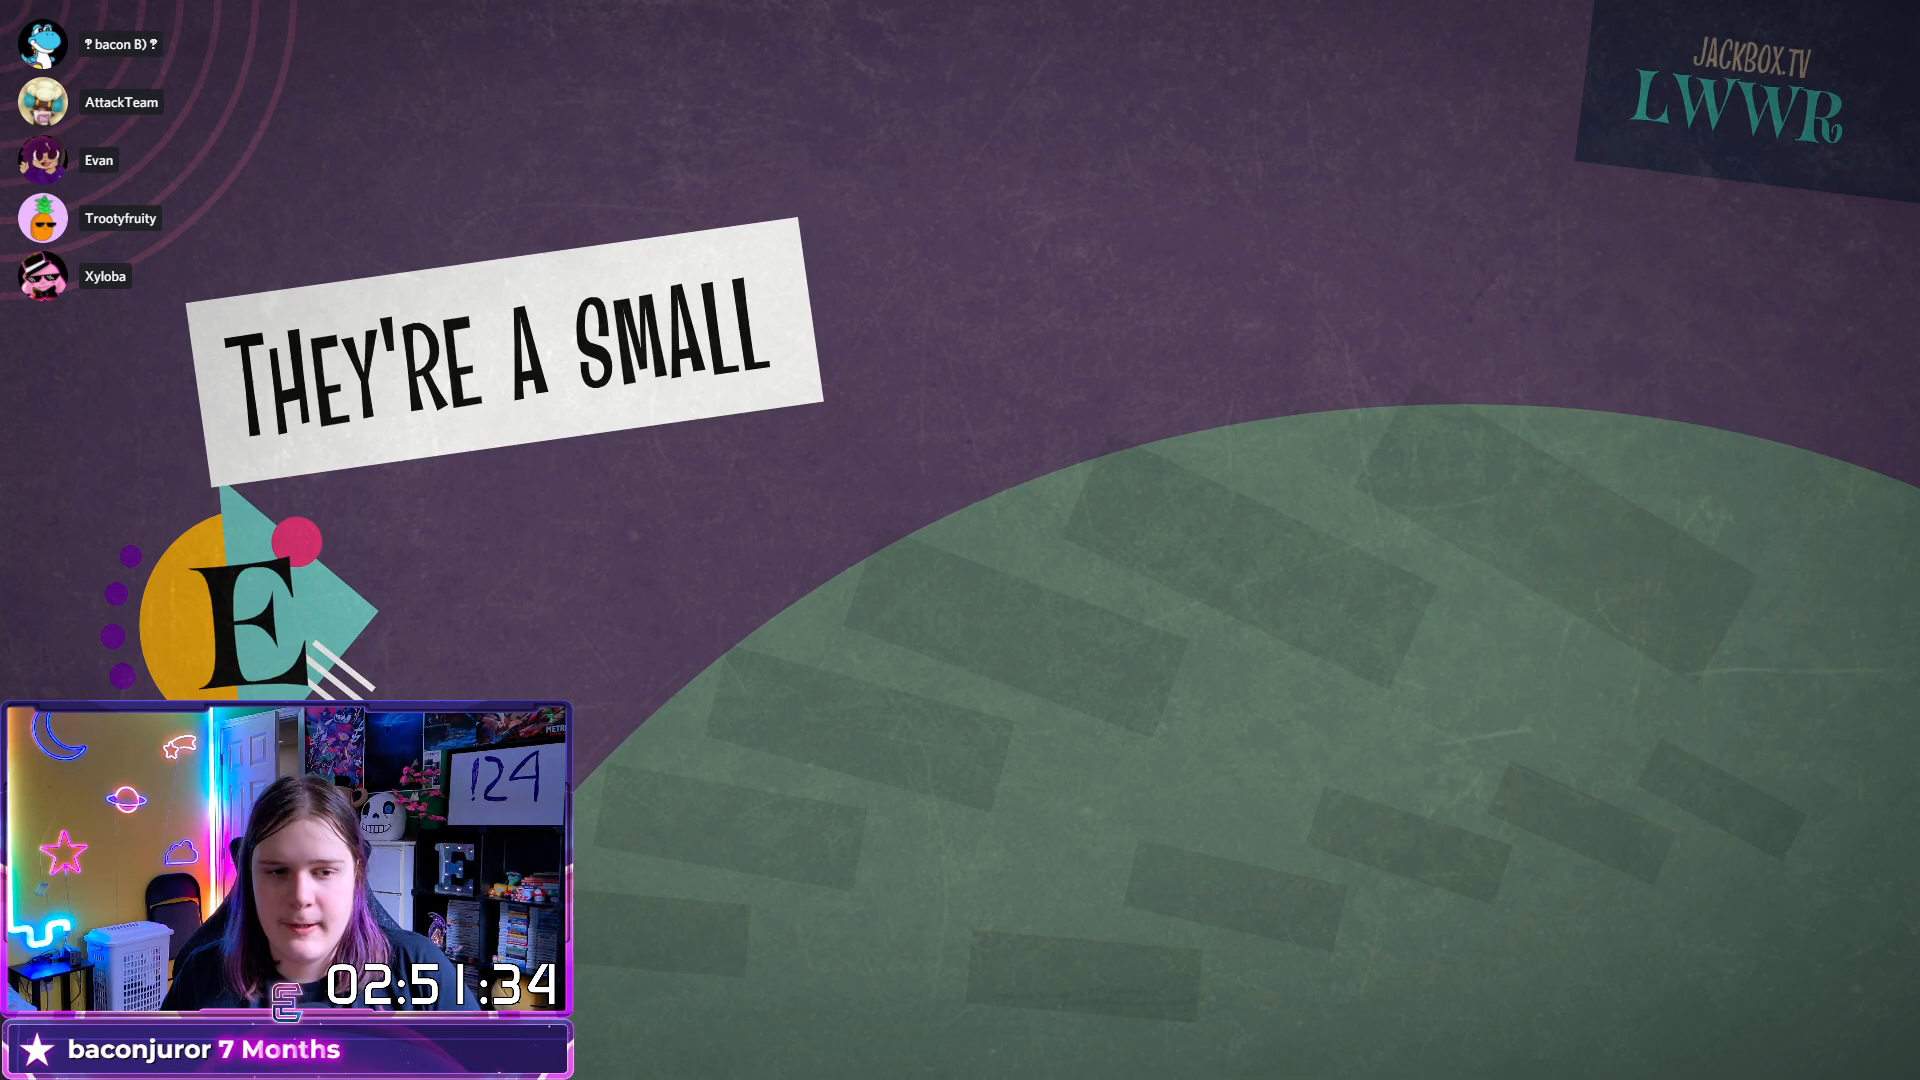 ‽ bacon B) ‽
AttackTeam
Evan
Trootyfruity
Xyloba
JACKBOX.TV
LWWR
THEY'RE A SMALL
E
124
E
02:51:34
E
baconjuror 7 Months